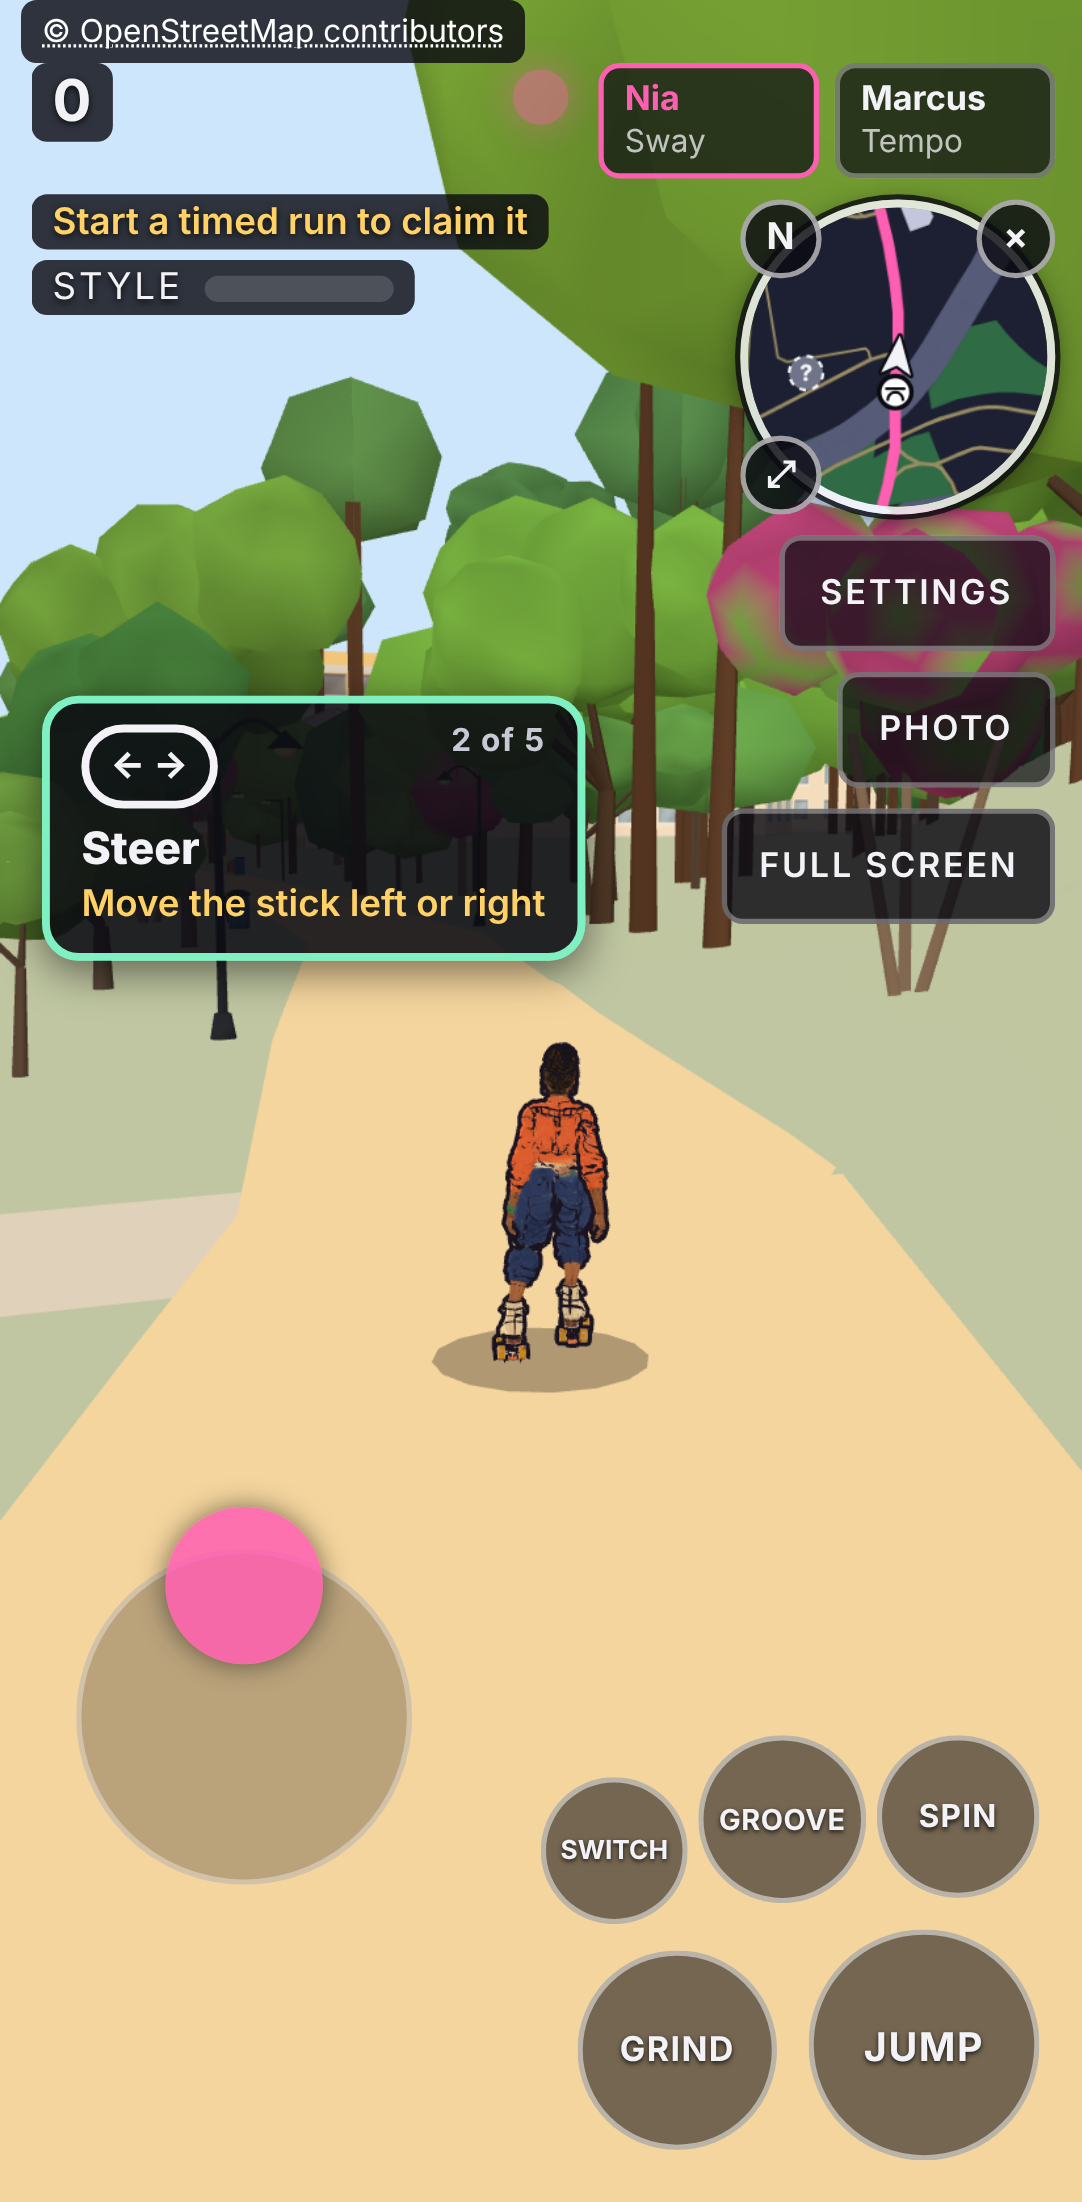 © OpenStreetMap contributors
0
Nia
Sway
Marcus
Tempo
Start a timed run to claim it
STYLE
N
×
?
SETTINGS
PHOTO
FULL SCREEN
2 of 5
Steer
Move the stick left or right
SWITCH
GROOVE
SPIN
GRIND
JUMP